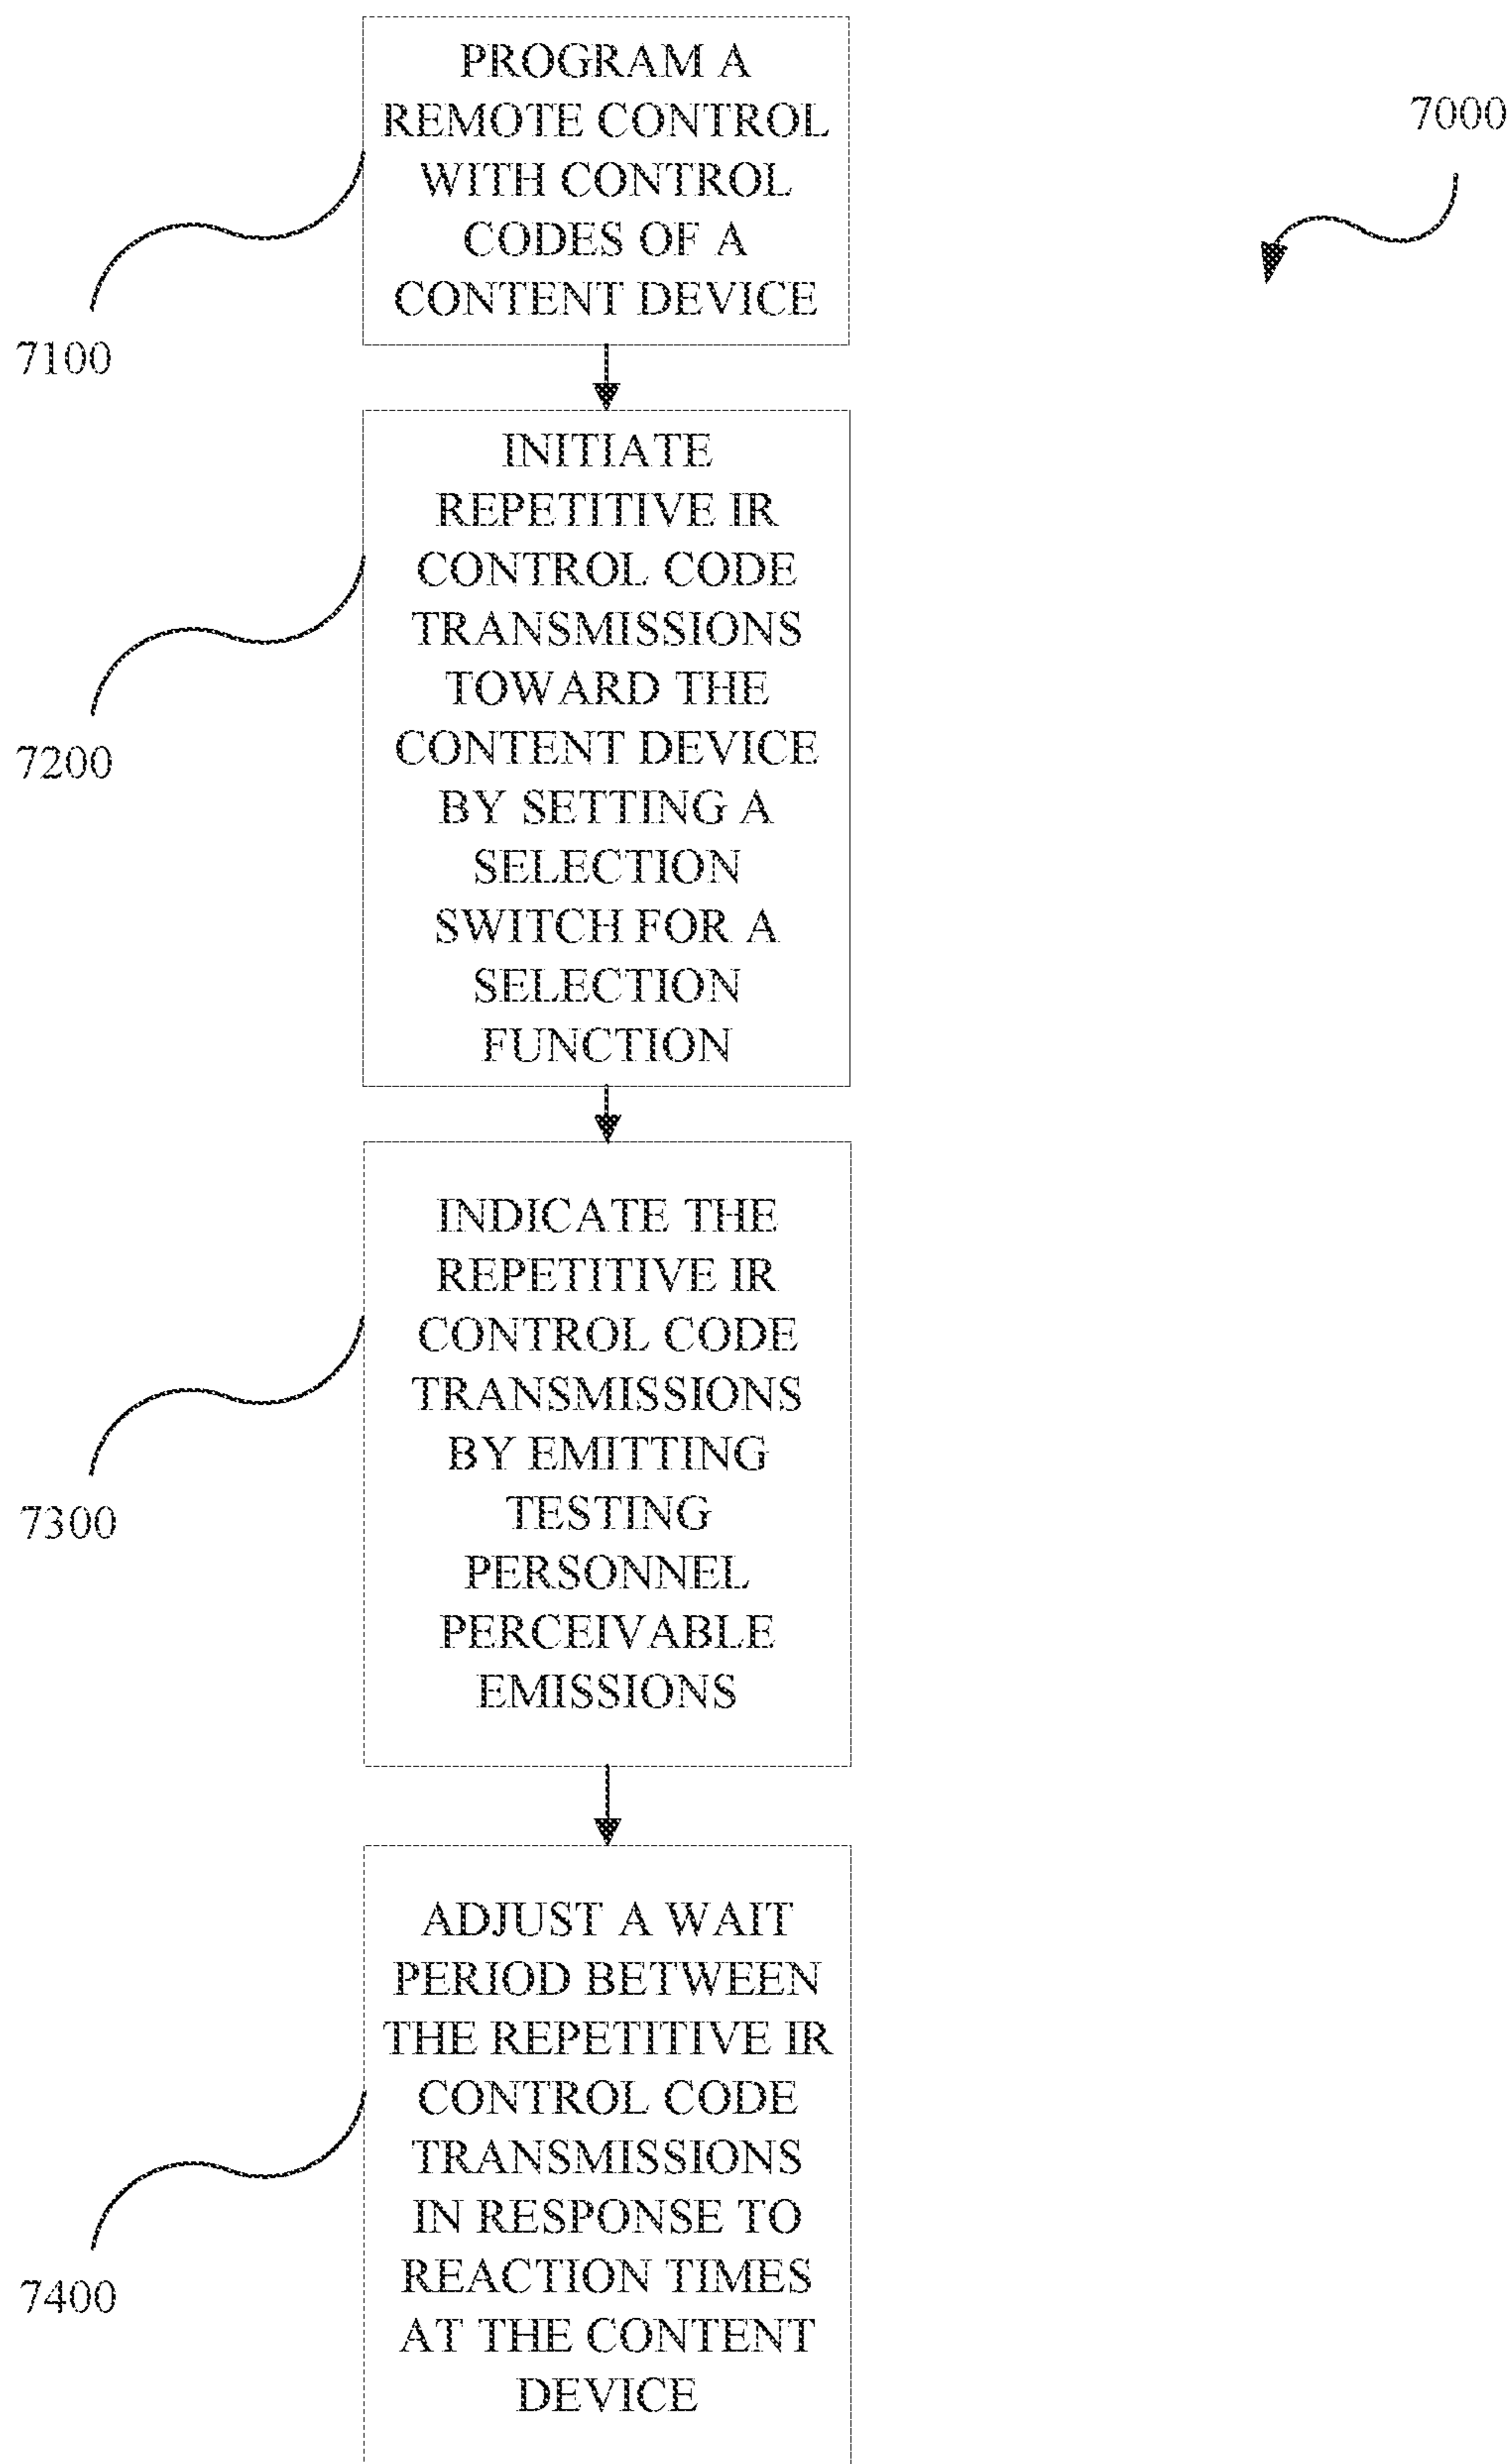 PROGRAM A
REMOTE CONTROL
WITH CONTROL
CODES OF A
CONTENT DEVICE
7000
7100
INITIATE
REPETITIVE IR
CONTROL CODE
TRANSMISSIONS
TOWARD THE
CONTENT DEVICE
BY SETTING A
SELECTION
SWITCH FOR A
SELECTION
FUNCTION
7200
INDICATE THE
REPETITIVE IR
CONTROL CODE
TRANSMISSIONS
BY EMITTING
TESTING
PERSONNEL
PERCEIVABLE
EMISSIONS
7300
ADJUST A WAIT
PERIOD BETWEEN
THE REPETITIVE IR
CONTROL CODE
TRANSMISSIONS
IN RESPONSE TO
REACTION TIMES
AT THE CONTENT
DEVICE
7400